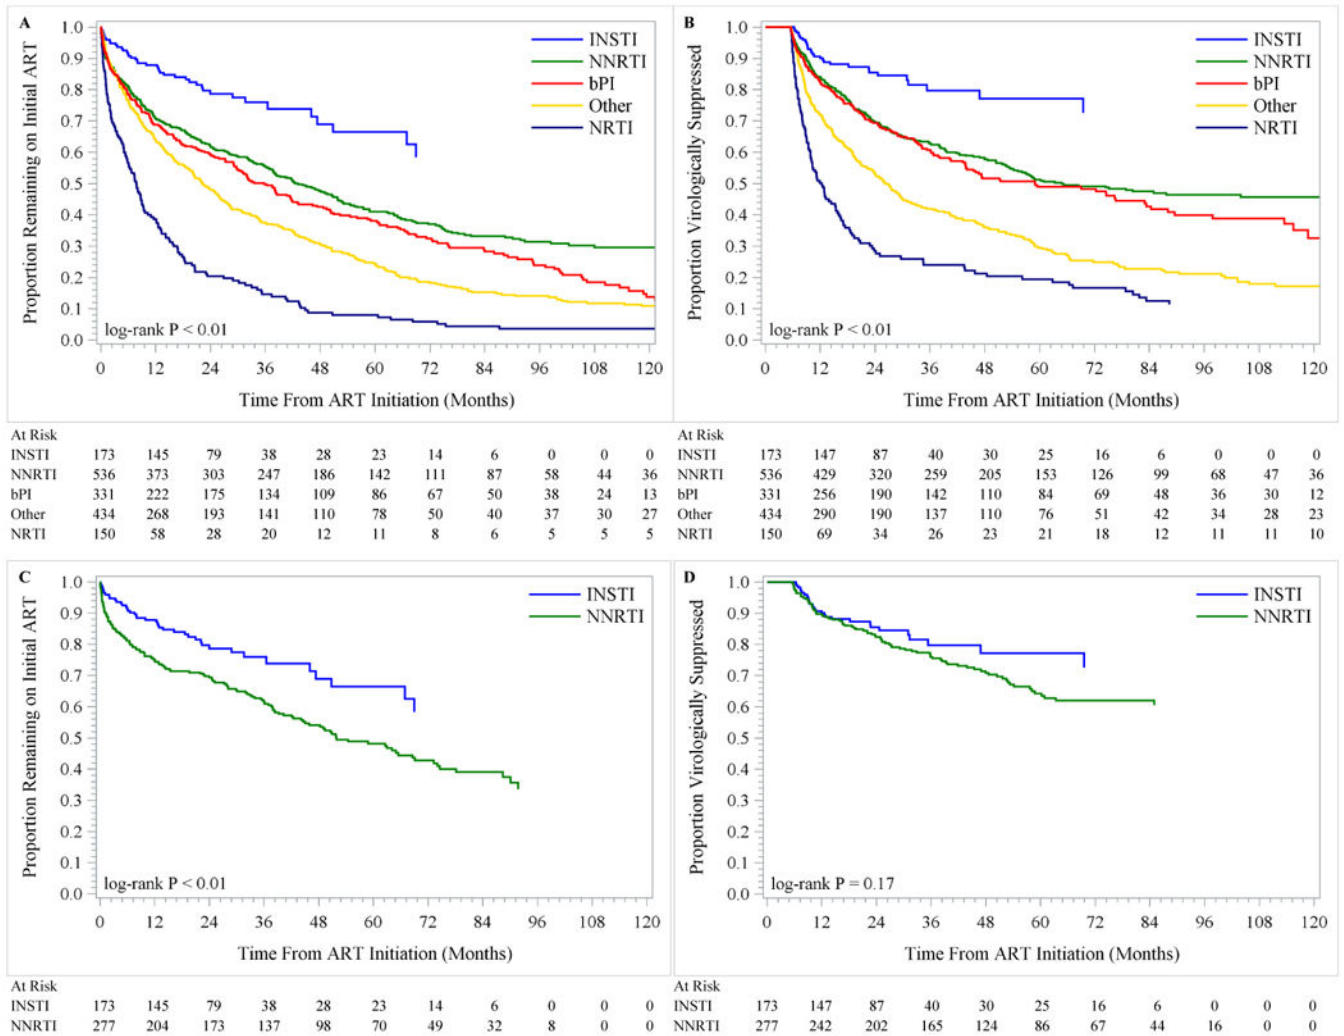 A
Proportion Remaining on Initial ART
1.0
0.9
0.8
0.7
0.6
0.5
0.4
0.3
0.2
0.1
0.0
INSTI
NNRTI
bPI
Other
NRTI
log-rank P < 0.01
0 12 24 36 48 60 72 84 96 108 120
Time From ART Initiation (Months)
At Risk
INSTI 173 145 79 38 28 23 14 6 0 0 0
NNRTI 536 373 303 247 186 142 111 87 58 44 36
bPI 331 222 175 134 109 86 67 50 38 24 13
Other 434 268 193 141 110 78 50 40 37 30 27
NRTI 150 58 28 20 12 11 8 6 5 5 5
B
Proportion Virologically Suppressed
1.0
0.9
0.8
0.7
0.6
0.5
0.4
0.3
0.2
0.1
0.0
INSTI
NNRTI
bPI
Other
NRTI
log-rank P < 0.01
0 12 24 36 48 60 72 84 96 108 120
Time From ART Initiation (Months)
At Risk
INSTI 173 147 87 40 30 25 16 6 0 0 0
NNRTI 536 429 320 259 205 153 126 99 68 47 36
bPI 331 256 190 142 110 84 69 48 36 30 12
Other 434 290 190 137 110 76 51 42 34 28 23
NRTI 150 69 34 26 23 21 18 12 11 11 10
C
Proportion Remaining on Initial ART
1.0
0.9
0.8
0.7
0.6
0.5
0.4
0.3
0.2
0.1
0.0
INSTI
NNRTI
log-rank P < 0.01
0 12 24 36 48 60 72 84 96 108 120
Time From ART Initiation (Months)
At Risk
INSTI 173 145 79 38 28 23 14 6 0 0 0
NNRTI 277 204 173 137 98 70 49 32 8 0 0
D
Proportion Virologically Suppressed
1.0
0.9
0.8
0.7
0.6
0.5
0.4
0.3
0.2
0.1
0.0
INSTI
NNRTI
log-rank P = 0.17
0 12 24 36 48 60 72 84 96 108 120
Time From ART Initiation (Months)
At Risk
INSTI 173 147 87 40 30 25 16 6 0 0 0
NNRTI 277 242 202 165 124 86 67 44 16 0 0